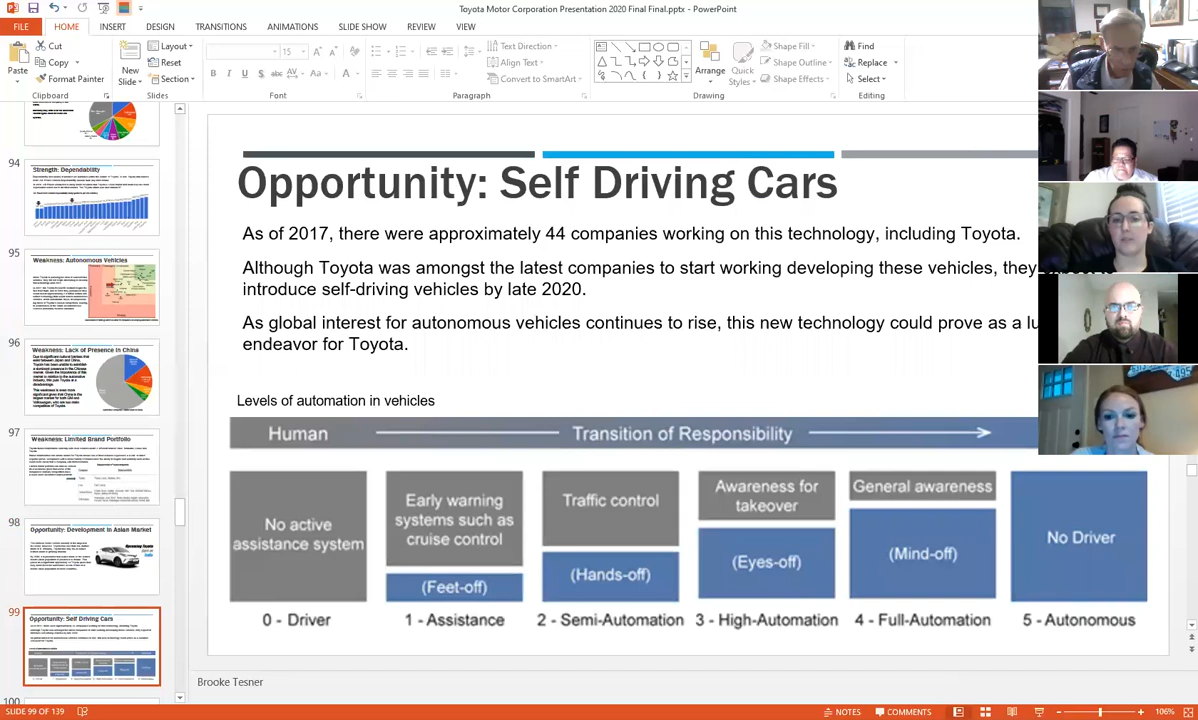 Toyota Motor Corporation Presentation 2020 Final Final.pptx - PowerPoint
FILE HOME INSERT DESIGN TRANSITIONS ANIMATIONS SLIDE SHOW REVIEW VIEW
Paste
Cut
Copy
Format Painter
Clipboard
New
Slide
Layout
Reset
Section
Slides
15
B I U S abc AV Aa A
Font
Text Direction
Align Text
Convert to SmartArt
Paragraph
Arrange
Quick
Styles
Shape Fill
Shape Outline
Shape Effects
Drawing
Find
Replace
Select
Editing
94
Strength: Dependability
95
Weakness: Autonomous Vehicles
96
Weakness: Lack of Presence in China
97
Weakness: Limited Brand Portfolio
98
Opportunity: Development in Asian Market
99
Opportunity: Self Driving Cars
100
Opportunity: Self Driving Cars
As of 2017, there were approximately 44 companies working on this technology, including Toyota.
Although Toyota was amongst the latest companies to start working developing these vehicles, they
introduce self-driving vehicles by late 2020.
As global interest for autonomous vehicles continues to rise, this new technology could prove as a lu
endeavor for Toyota.
Levels of automation in vehicles
Human Transition of Responsibility
No active
assistance system
0 - Driver
Early warning
systems such as
cruise control
(Feet-off)
1 - Assistance
Traffic control
(Hands-off)
2 - Semi-Automation
Awareness for
takeover
(Eyes-off)
3 - High-Automation
General awareness
(Mind-off)
4 - Full-Automation
No Driver
5 - Autonomous
Brooke Tesner
SLIDE 99 OF 139
NOTES COMMENTS 106%